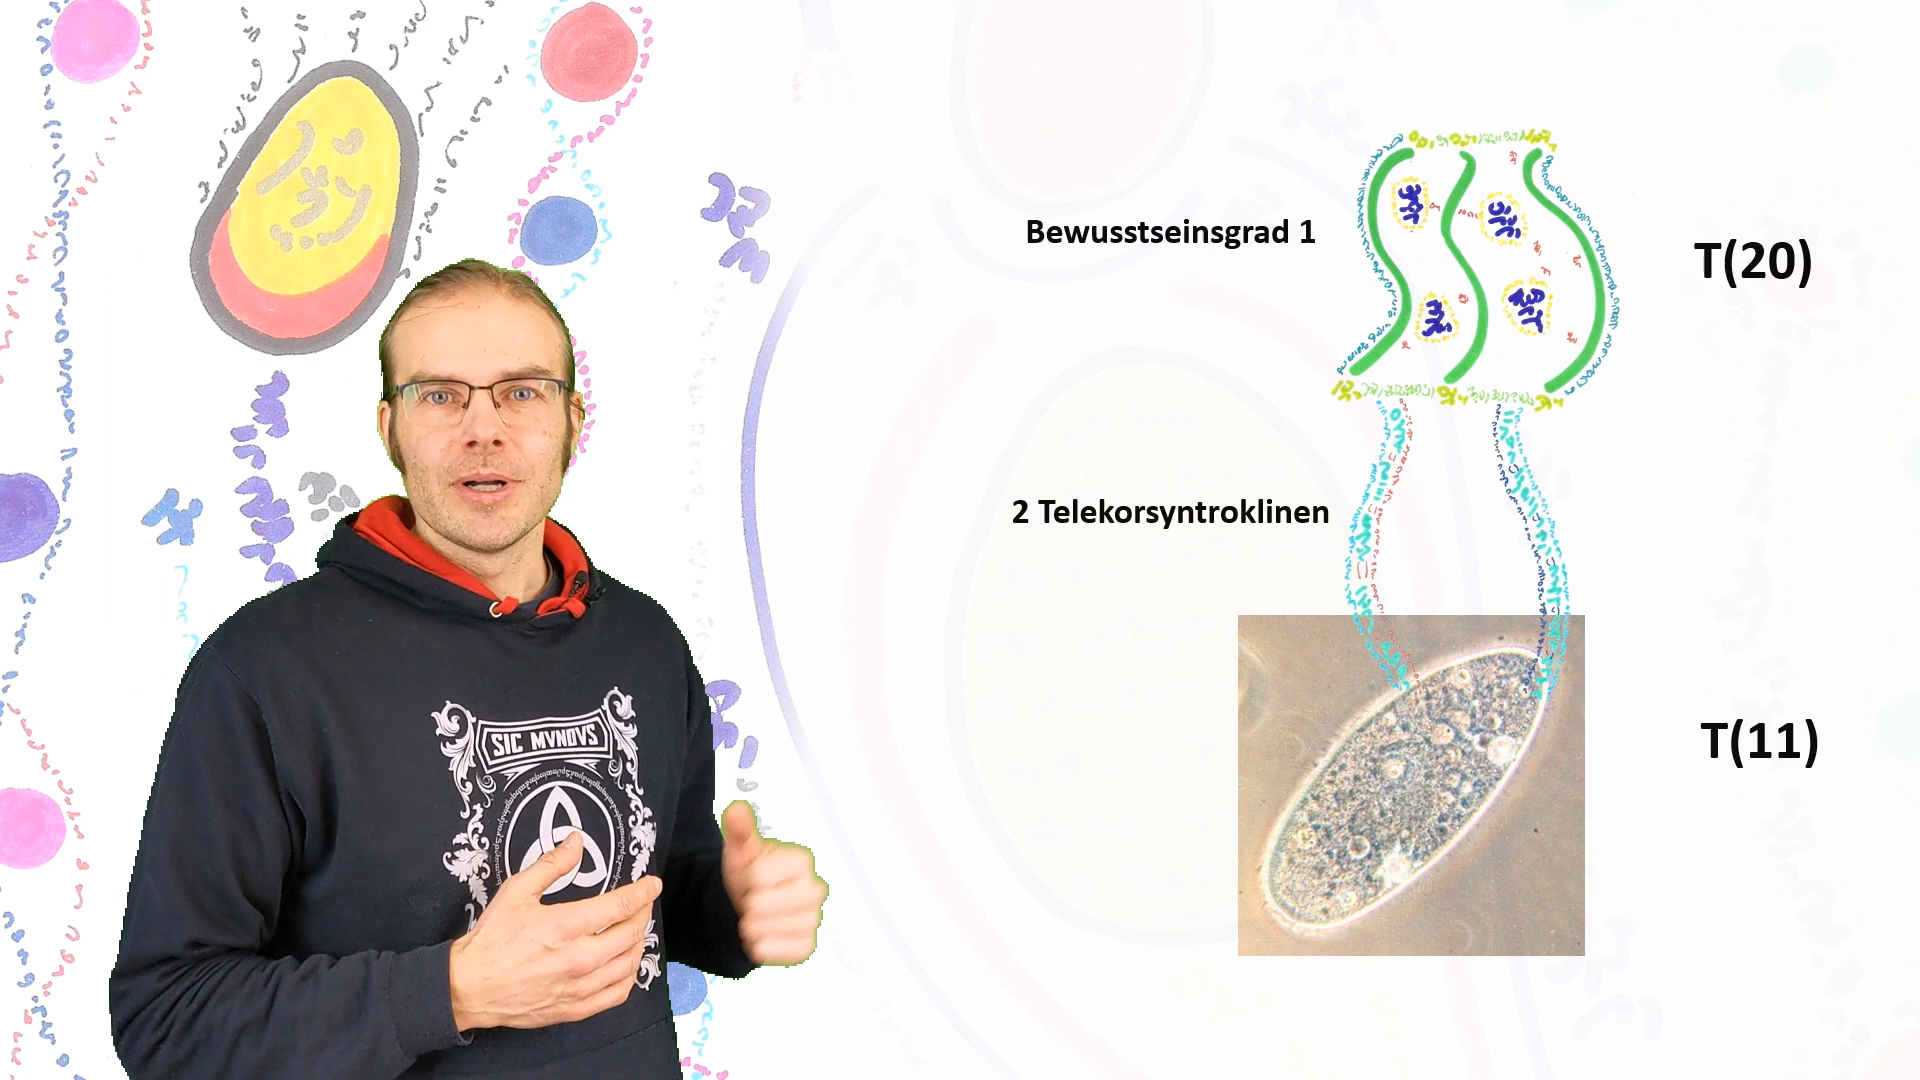 Bewusstseinsgrad 1
T(20)
2 Telekorsyntroklinen
T(11)
SIC MVNDVS